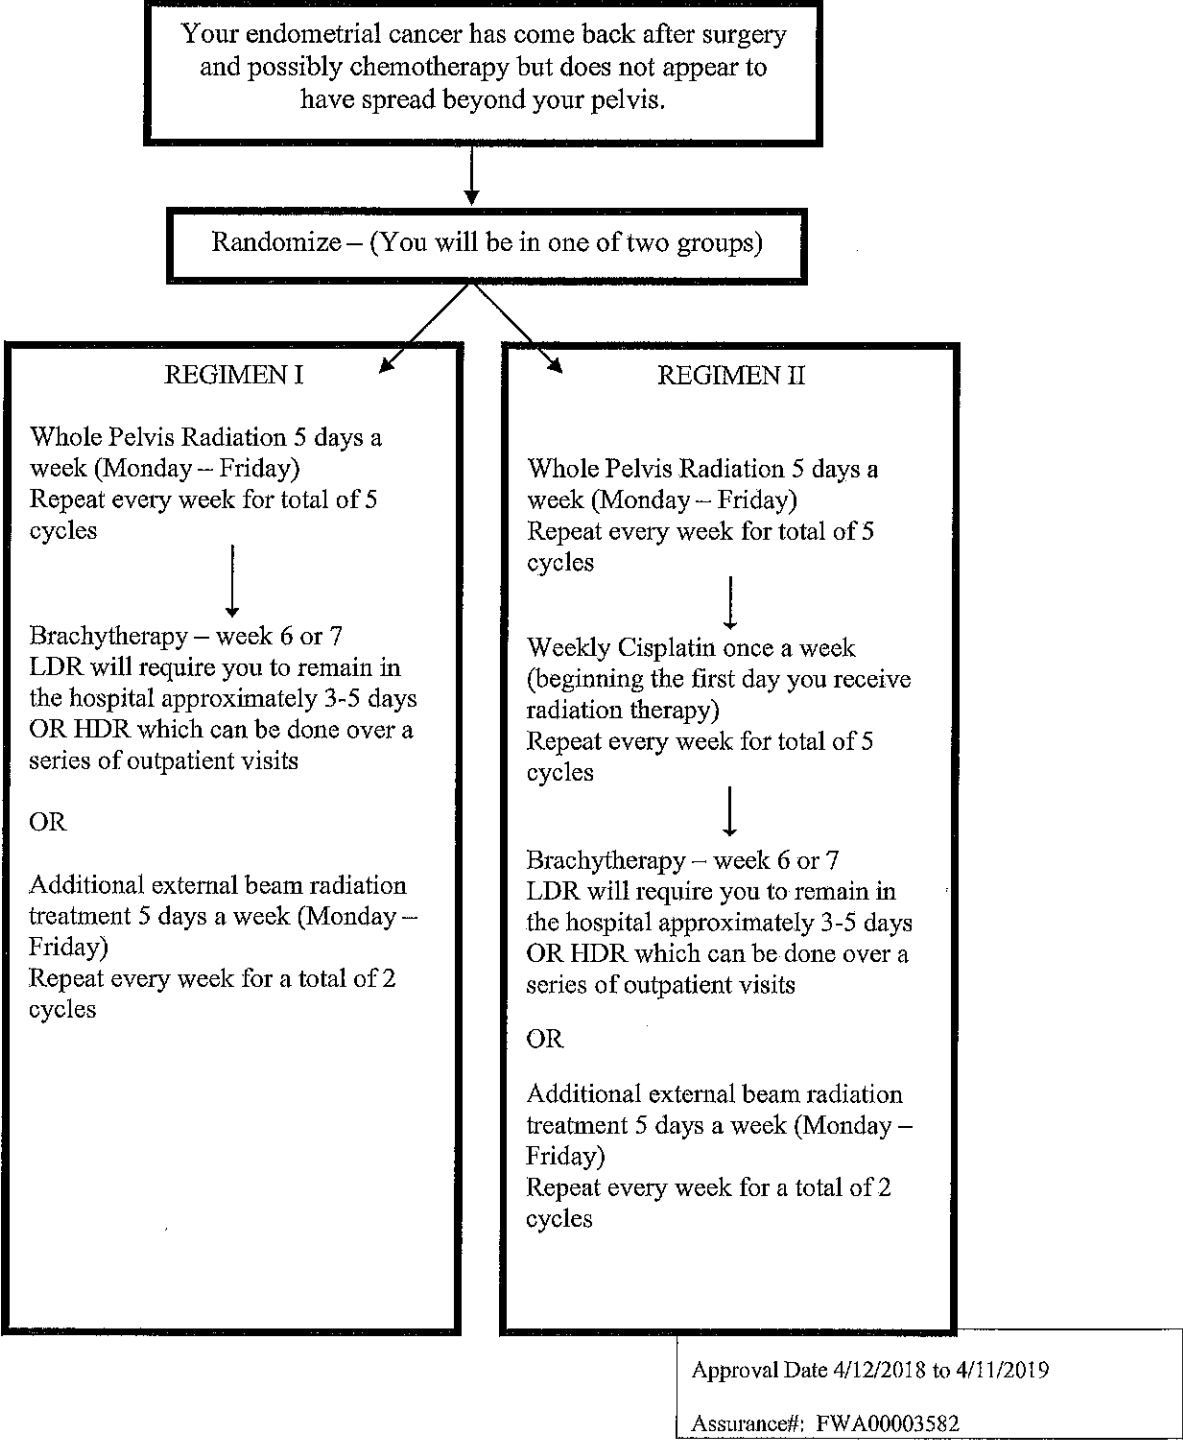 Your endometrial cancer has come back after surgery
and possibly chemotherapy but does not appear to
have spread beyond your pelvis.
Randomize – (You will be in one of two groups)
REGIMEN I
Whole Pelvis Radiation 5 days a
week (Monday – Friday)
Repeat every week for total of 5
cycles
Brachytherapy – week 6 or 7
LDR will require you to remain in
the hospital approximately 3-5 days
OR HDR which can be done over a
series of outpatient visits
OR
Additional external beam radiation
treatment 5 days a week (Monday –
Friday)
Repeat every week for a total of 2
cycles
REGIMEN II
Whole Pelvis Radiation 5 days a
week (Monday – Friday)
Repeat every week for total of 5
cycles
Weekly Cisplatin once a week
(beginning the first day you receive
radiation therapy)
Repeat every week for total of 5
cycles
Brachytherapy – week 6 or 7
LDR will require you to remain in
the hospital approximately 3-5 days
OR HDR which can be done over a
series of outpatient visits
OR
Additional external beam radiation
treatment 5 days a week (Monday –
Friday)
Repeat every week for a total of 2
cycles
Approval Date 4/12/2018 to 4/11/2019
Assurance#: FWA00003582